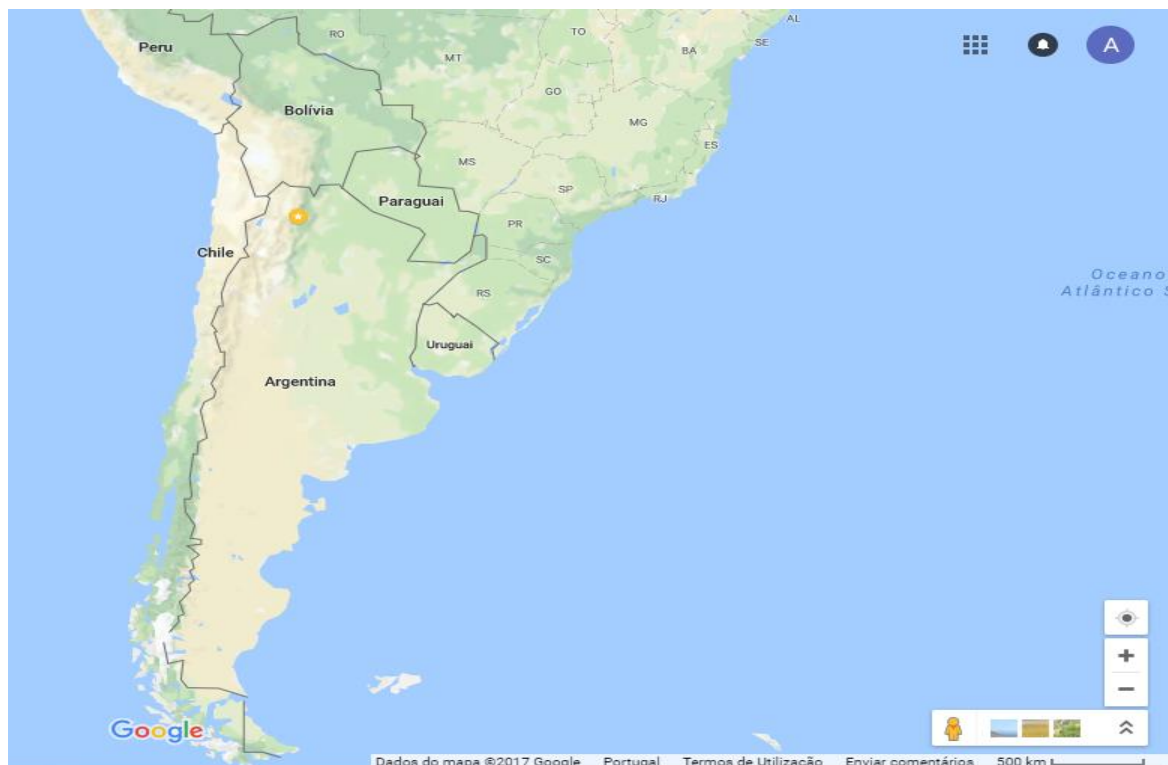 AL
TO
RO
SE
Peru
A
BA
MT
GO
Bolívia
MG
ES
MS
SP
RJ
Paraguai
PR
Chile
SC
Oceano
Atlântico S
RS
Uruguai
Argentina
Google
Dados do mapa ©2017 Google Portugal Termos de Utilização Enviar comentários 500 km